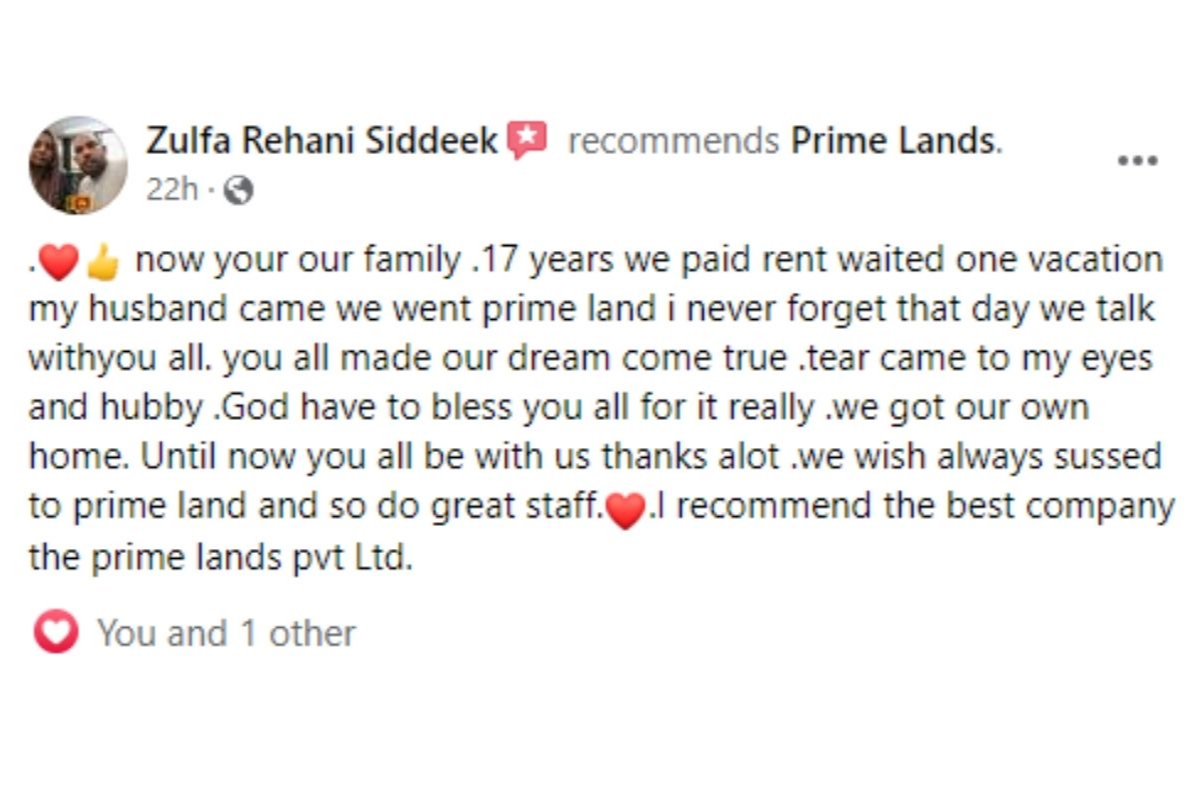 Zulfa Rehani Siddeek recommends Prime Lands.
22h ·
.❤️👍 now your our family .17 years we paid rent waited one vacation
my husband came we went prime land i never forget that day we talk
withyou all. you all made our dream come true .tear came to my eyes
and hubby .God have to bless you all for it really .we got our own
home. Until now you all be with us thanks alot .we wish always sussed
to prime land and so do great staff.❤️.I recommend the best company
the prime lands pvt Ltd.
You and 1 other